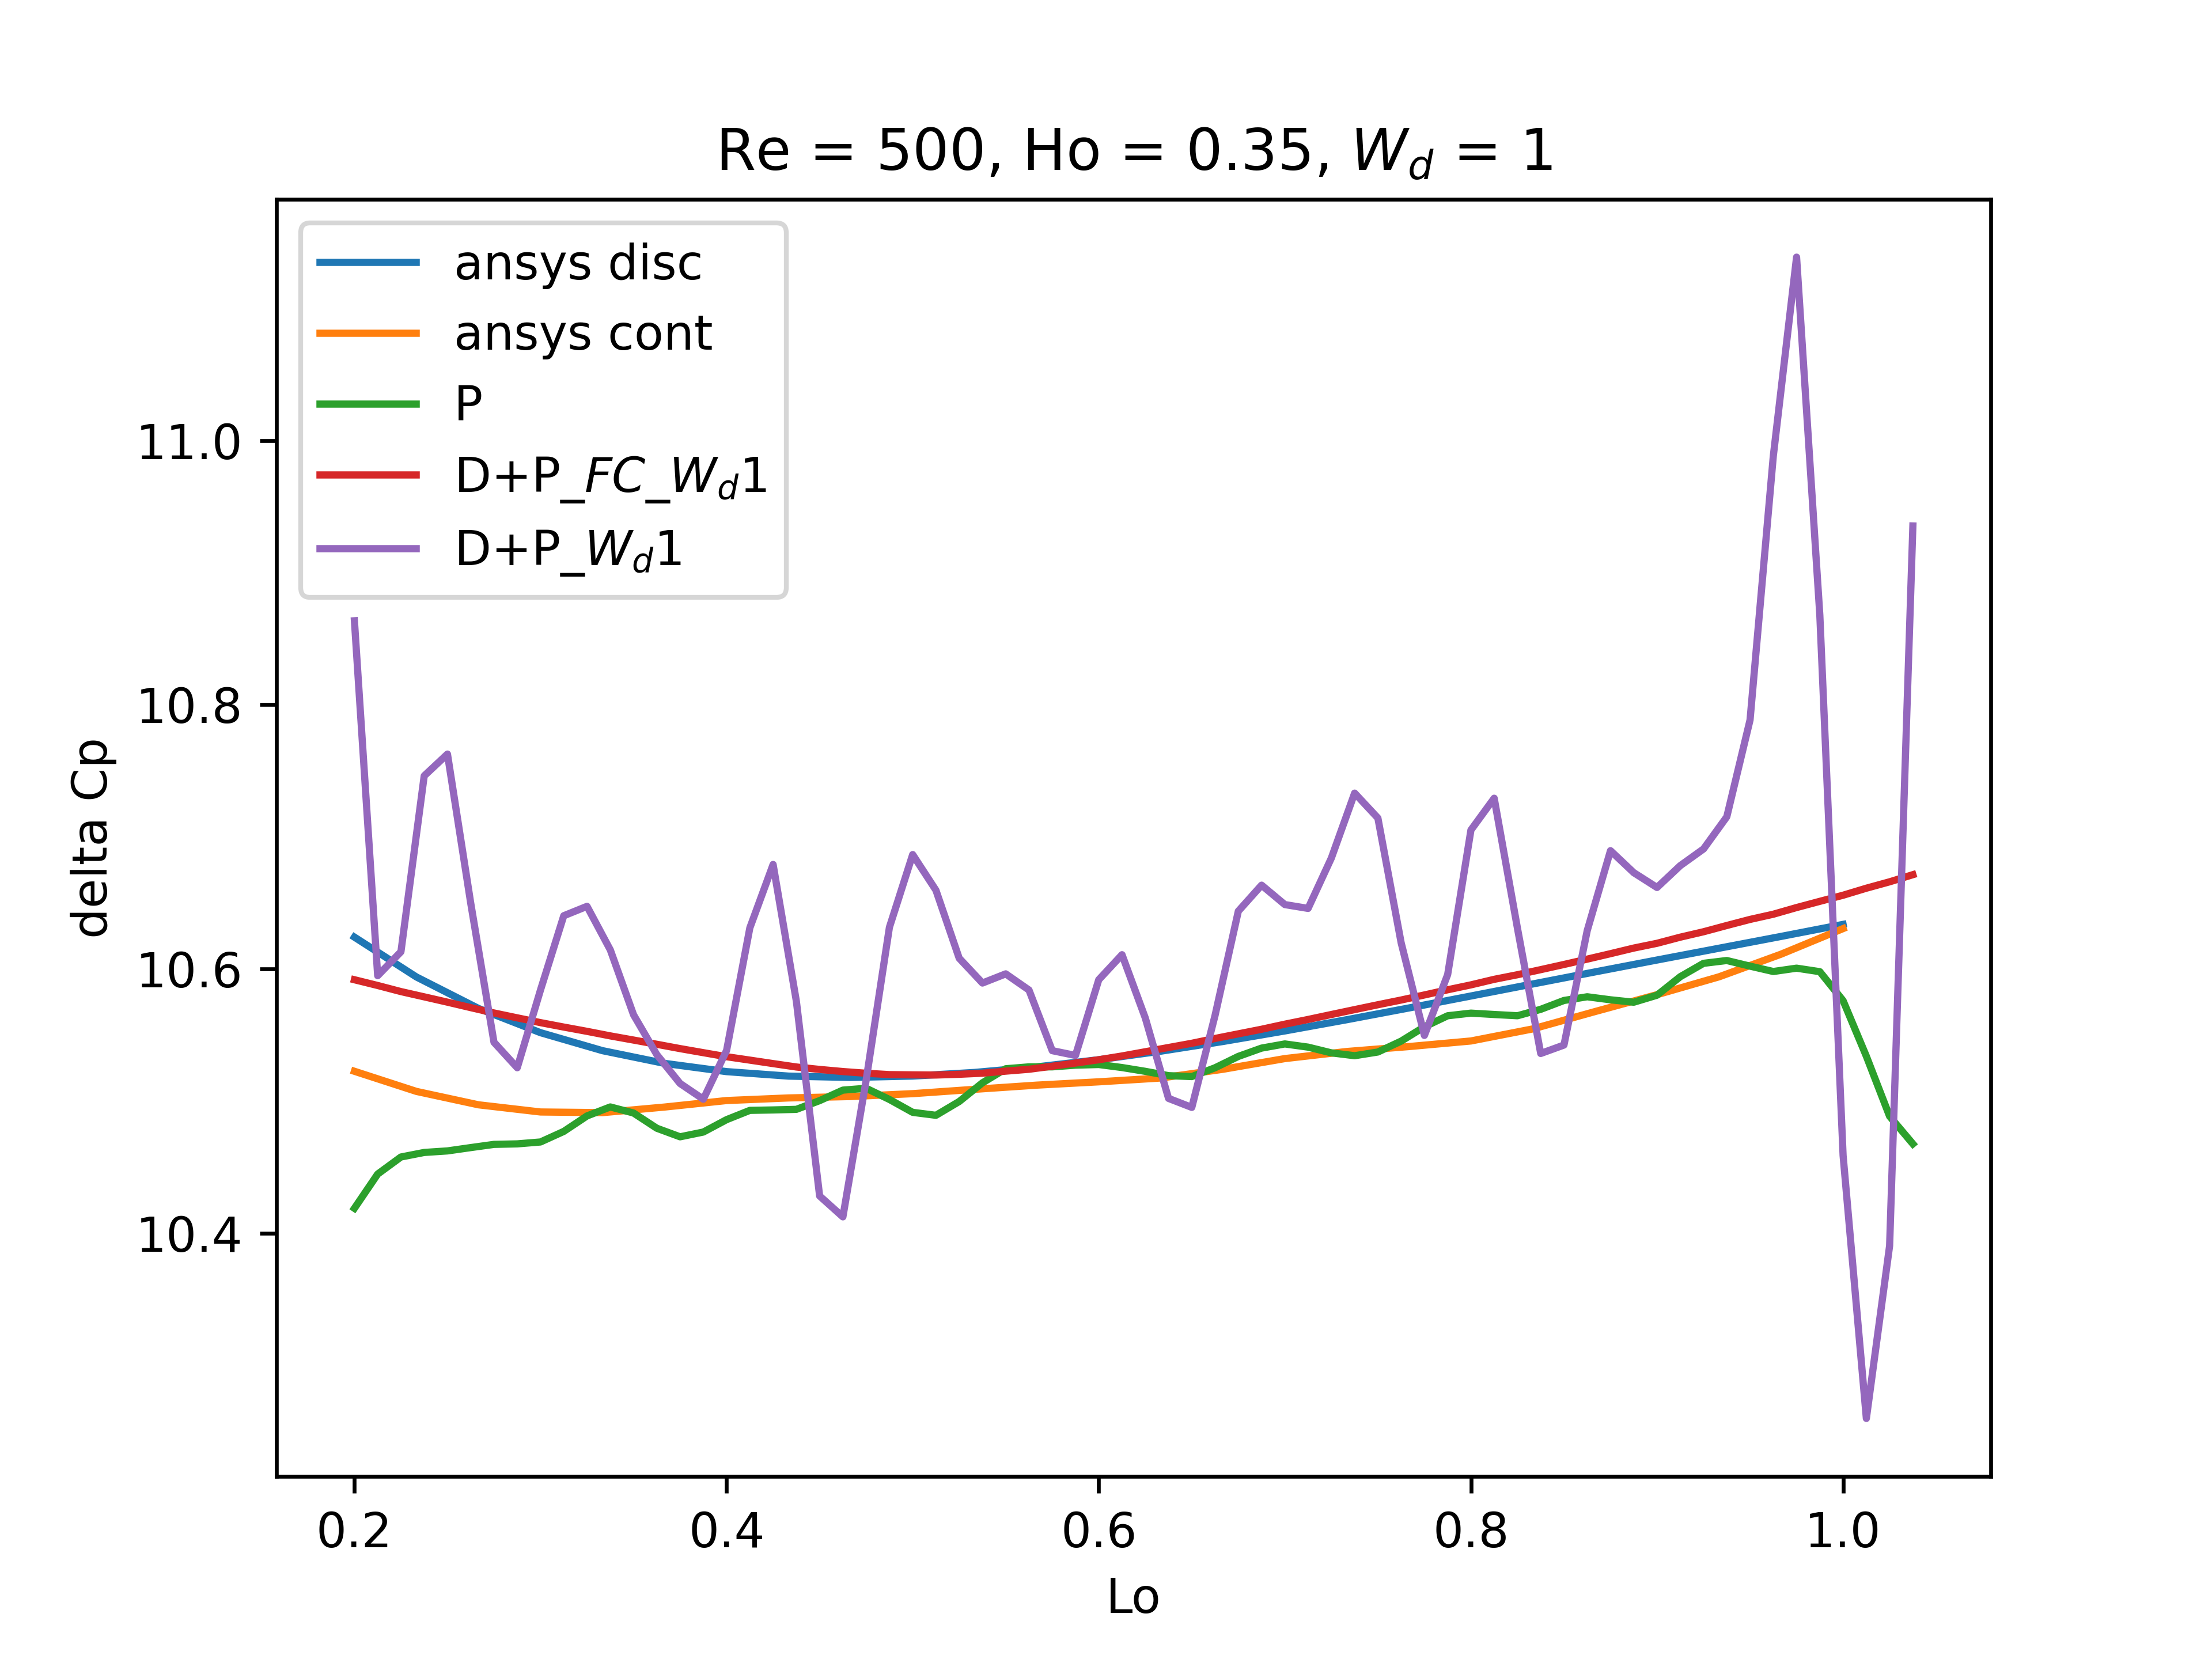 Re = 500, Ho = 0.35, W_d = 1
ansys disc
ansys cont
P
D+P_FC_W_d1
D+P_W_d1
11.0
10.8
10.6
10.4
delta Cp
0.2 0.4 0.6 0.8 1.0
Lo